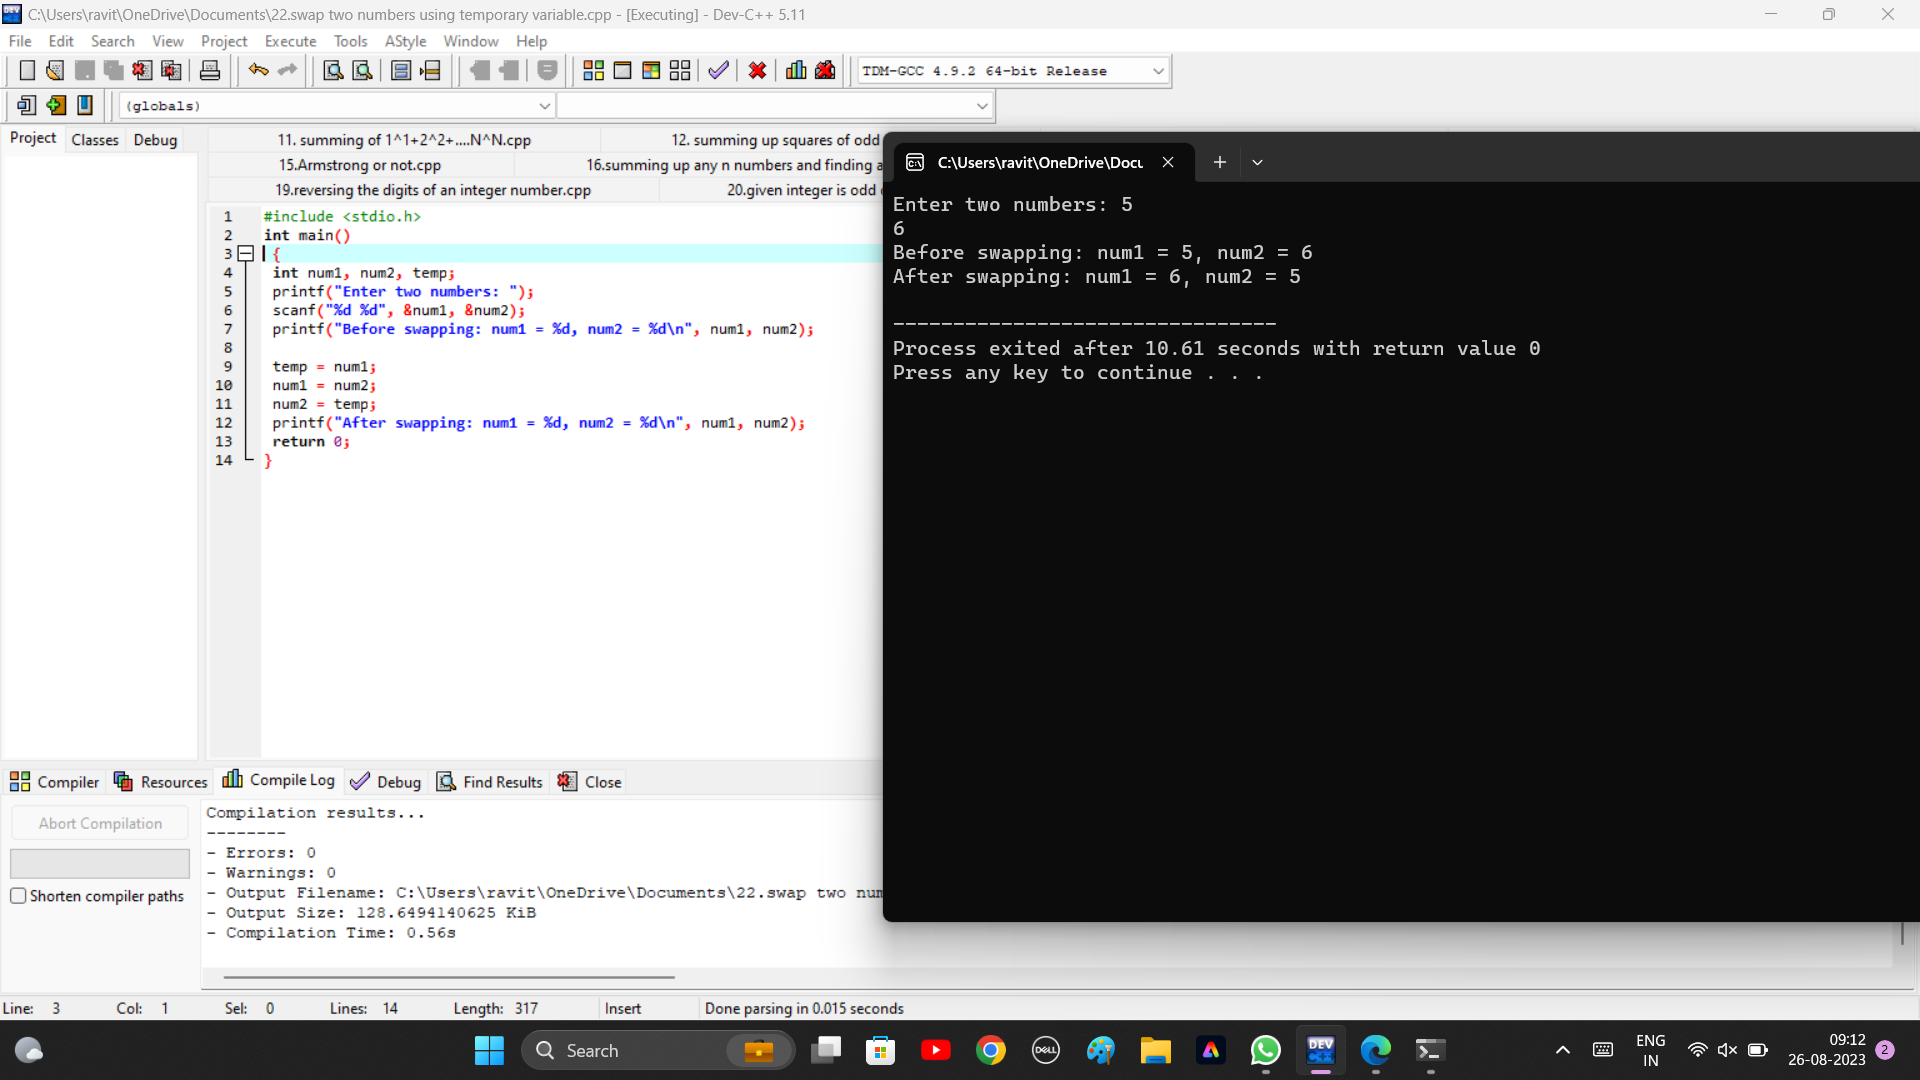 C:\Users\ravit\OneDrive\Documents\22.swap two numbers using temporary variable.cpp - [Executing] - Dev-C++ 5.11
File Edit Search View Project Execute Tools AStyle Window Help
TDM-GCC 4.9.2 64-bit Release
(globals)
Project Classes Debug
11. summing of 1^1+2^2+....N^N.cpp 12. summing up squares of odd
15.Armstrong or not.cpp 16.summing up any n numbers and finding a
19.reversing the digits of an integer number.cpp 20.given integer is odd
1 #include <stdio.h>
2 int main()
3 {
4 int num1, num2, temp;
5 printf("Enter two numbers: ");
6 scanf("%d %d", &num1, &num2);
7 printf("Before swapping: num1 = %d, num2 = %d\n", num1, num2);
8
9 temp = num1;
10 num1 = num2;
11 num2 = temp;
12 printf("After swapping: num1 = %d, num2 = %d\n", num1, num2);
13 return 0;
14 }
C:\Users\ravit\OneDrive\Docu
Enter two numbers: 5
6
Before swapping: num1 = 5, num2 = 6
After swapping: num1 = 6, num2 = 5
--------------------------------
Process exited after 10.61 seconds with return value 0
Press any key to continue . . .
Compiler Resources Compile Log Debug Find Results Close
Abort Compilation
Shorten compiler paths
Compilation results...
--------
- Errors: 0
- Warnings: 0
- Output Filename: C:\Users\ravit\OneDrive\Documents\22.swap two num
- Output Size: 128.6494140625 KiB
- Compilation Time: 0.56s
Line: 3 Col: 1 Sel: 0 Lines: 14 Length: 317 Insert Done parsing in 0.015 seconds
Search
DELL
DEV
C++
ENG
IN
09:12
26-08-2023
2